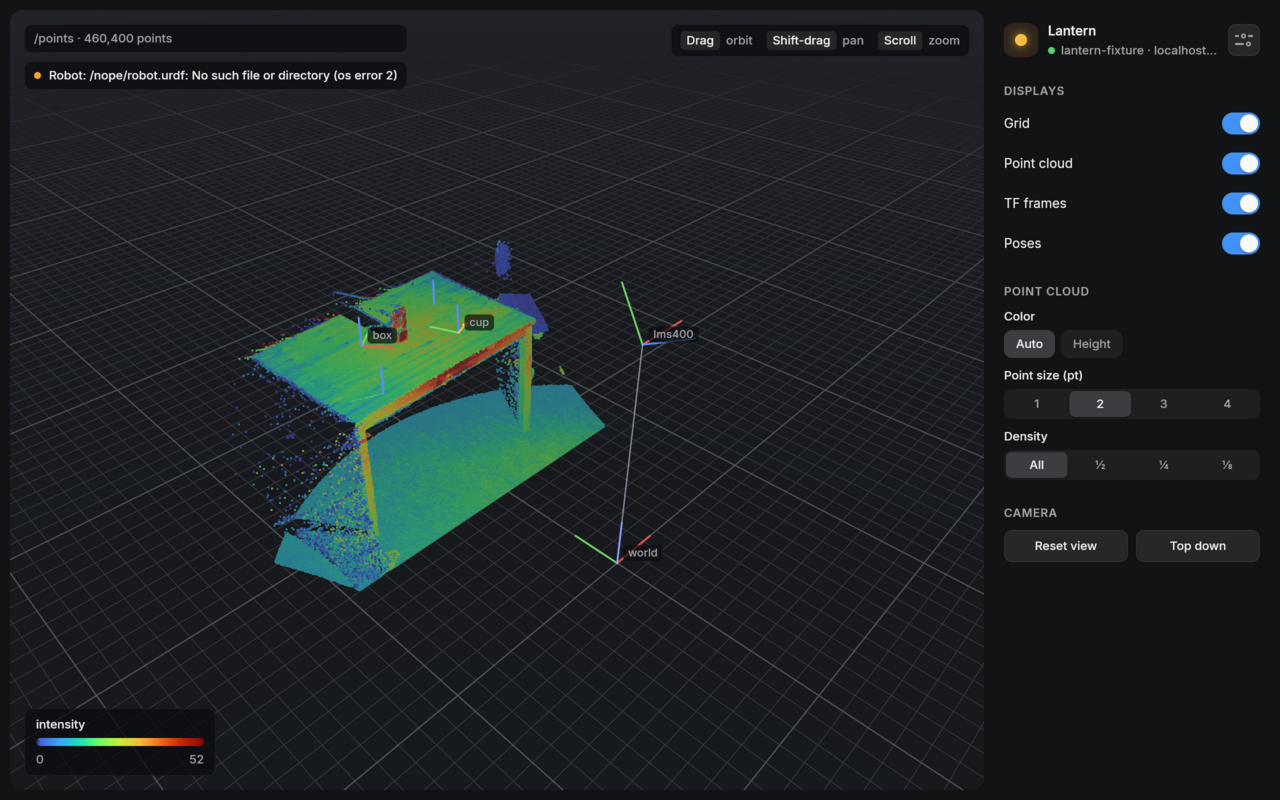 /points · 460,400 points
Robot: /nope/robot.urdf: No such file or directory (os error 2)
Drag orbit Shift-drag pan Scroll zoom
box
cup
lms400
world
intensity
0 52
Lantern
lantern-fixture · localhost...
DISPLAYS
Grid
Point cloud
TF frames
Poses
POINT CLOUD
Color
Auto Height
Point size (pt)
1 2 3 4
Density
All ½ ¼ ⅛
CAMERA
Reset view Top down